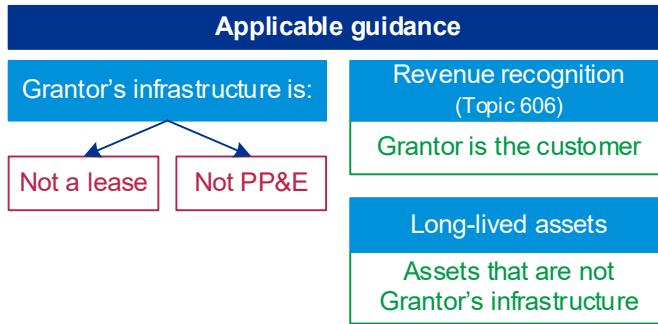 Applicable guidance
Grantor's infrastructure is:
Not a lease
Not PP&E
Revenue recognition
(Topic 606)
Grantor is the customer
Long-lived assets
Assets that are not
Grantor's infrastructure